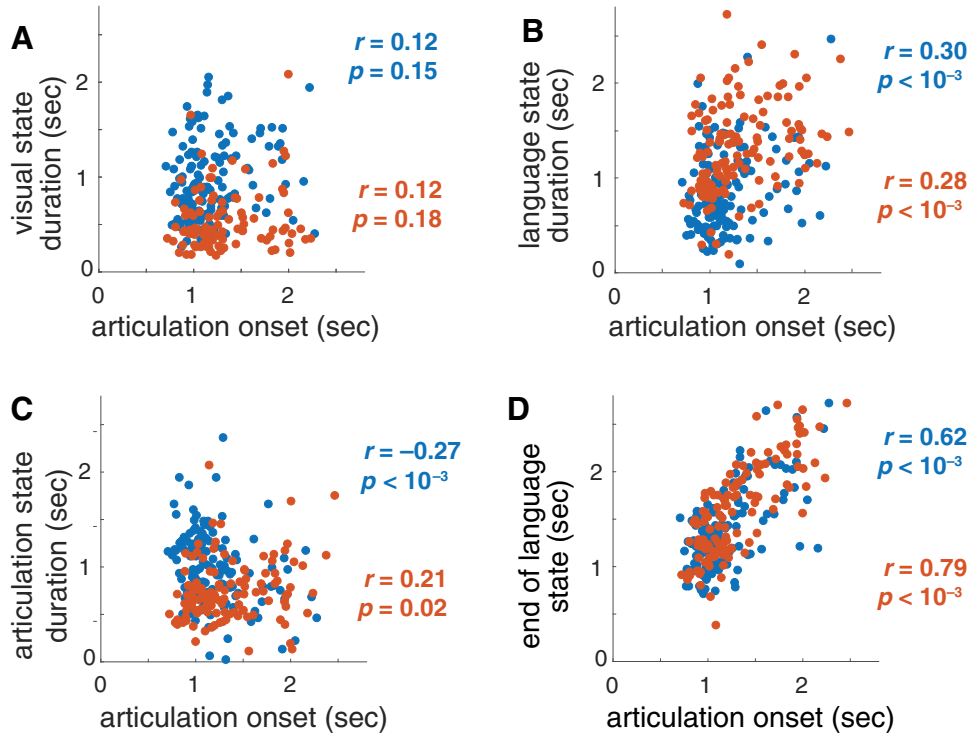 A
visual state
duration (sec)
2
1
0
0
1
2
articulation onset (sec)
r = 0.12
p = 0.15
r = 0.12
p = 0.18
B
language state
duration (sec)
2
1
0
0
1
2
articulation onset (sec)
r = 0.30
p < 10⁻³
r = 0.28
p < 10⁻³
C
articulation state
duration (sec)
2
1
0
0
1
2
articulation onset (sec)
r = −0.27
p < 10⁻³
r = 0.21
p = 0.02
D
end of language
state (sec)
2
1
0
0
1
2
articulation onset (sec)
r = 0.62
p < 10⁻³
r = 0.79
p < 10⁻³